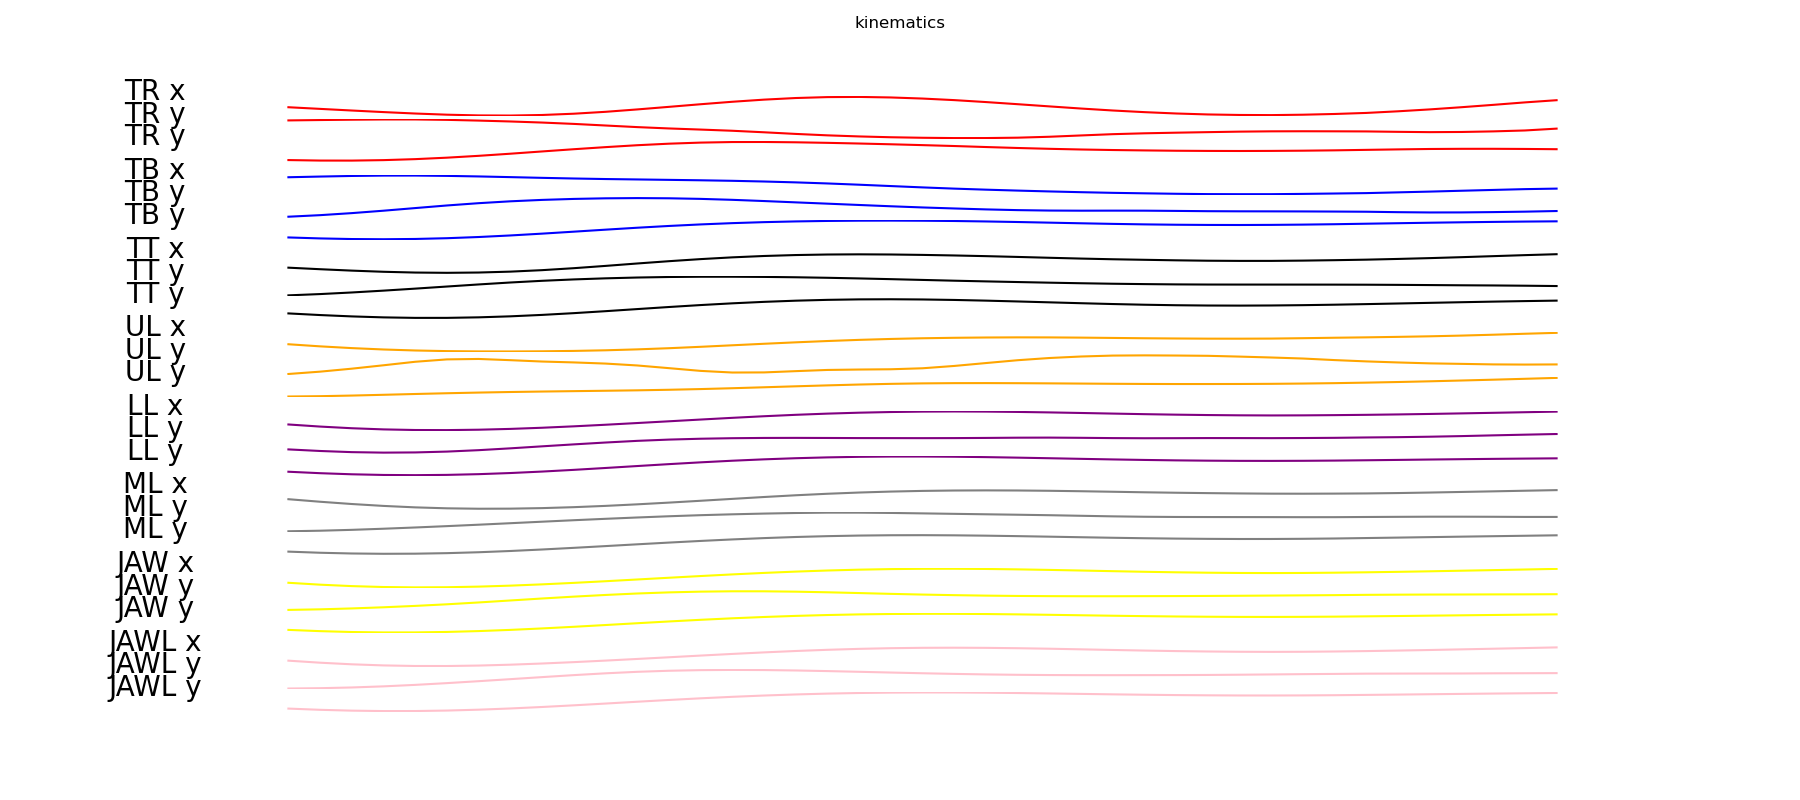 kinematics
TR x
TR y
TR y
TB x
TB y
TB y
TT x
TT y
TT y
UL x
UL y
UL y
LL x
LL y
LL y
ML x
ML y
ML y
JAW x
JAW y
JAW y
JAWL x
JAWL y
JAWL y